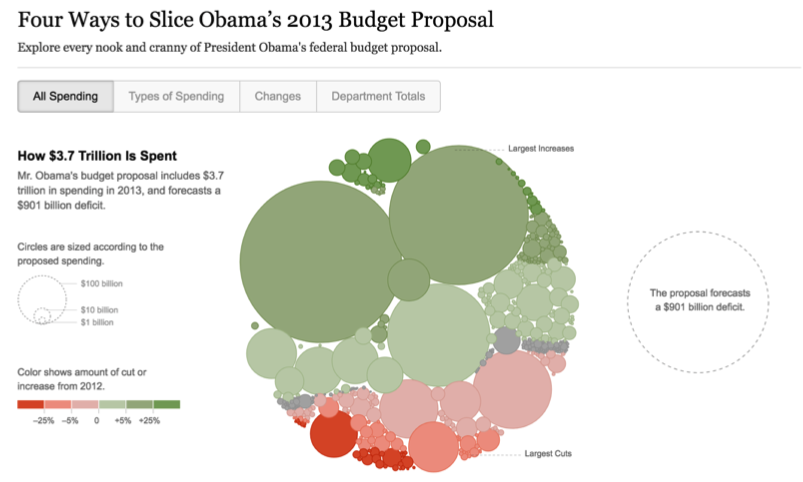 Four Ways to Slice Obama’s 2013 Budget Proposal
Explore every nook and cranny of President Obama's federal budget proposal.
All Spending
Types of Spending
Changes
Department Totals
How $3.7 Trillion Is Spent
Mr. Obama's budget proposal includes $3.7
trillion in spending in 2013, and forecasts a
$901 billion deficit.
Circles are sized according to the
proposed spending.
$100 billion
$10 billion
$1 billion
Color shows amount of cut or
increase from 2012.
−25% −5% 0 +5% +25%
Largest Increases
Largest Cuts
The proposal forecasts
a $901 billion deficit.